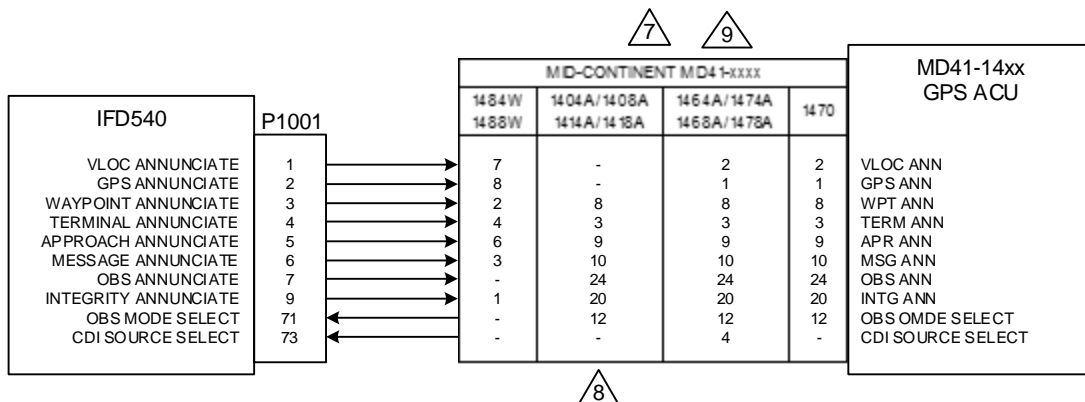 7 9
MID-CONTINENT MD41-xxxx
MD41-14xx
GPS ACU
IFD540 P1001
1484W 1404A/1408A 1464A/1474A 1470
1488W 1414A/1418A 1468A/1478A
VLOC ANNUNCIATE 1 7 - 2 2 VLOC ANN
GPS ANNUNCIATE 2 8 - 1 1 GPS ANN
WAYPOINT ANNUNCIATE 3 2 8 8 8 WPT ANN
TERMINAL ANNUNCIATE 4 4 3 3 3 TERM ANN
APPROACH ANNUNCIATE 5 6 9 9 9 APR ANN
MESSAGE ANNUNCIATE 6 3 10 10 10 MSG ANN
OBS ANNUNCIATE 7 - 24 24 24 OBS ANN
INTEGRITY ANNUNCIATE 9 1 20 20 20 INTG ANN
OBS MODE SELECT 71 - 12 12 12 OBS OMDE SELECT
CDI SOURCE SELECT 73 - - 4 - CDI SOURCE SELECT
8